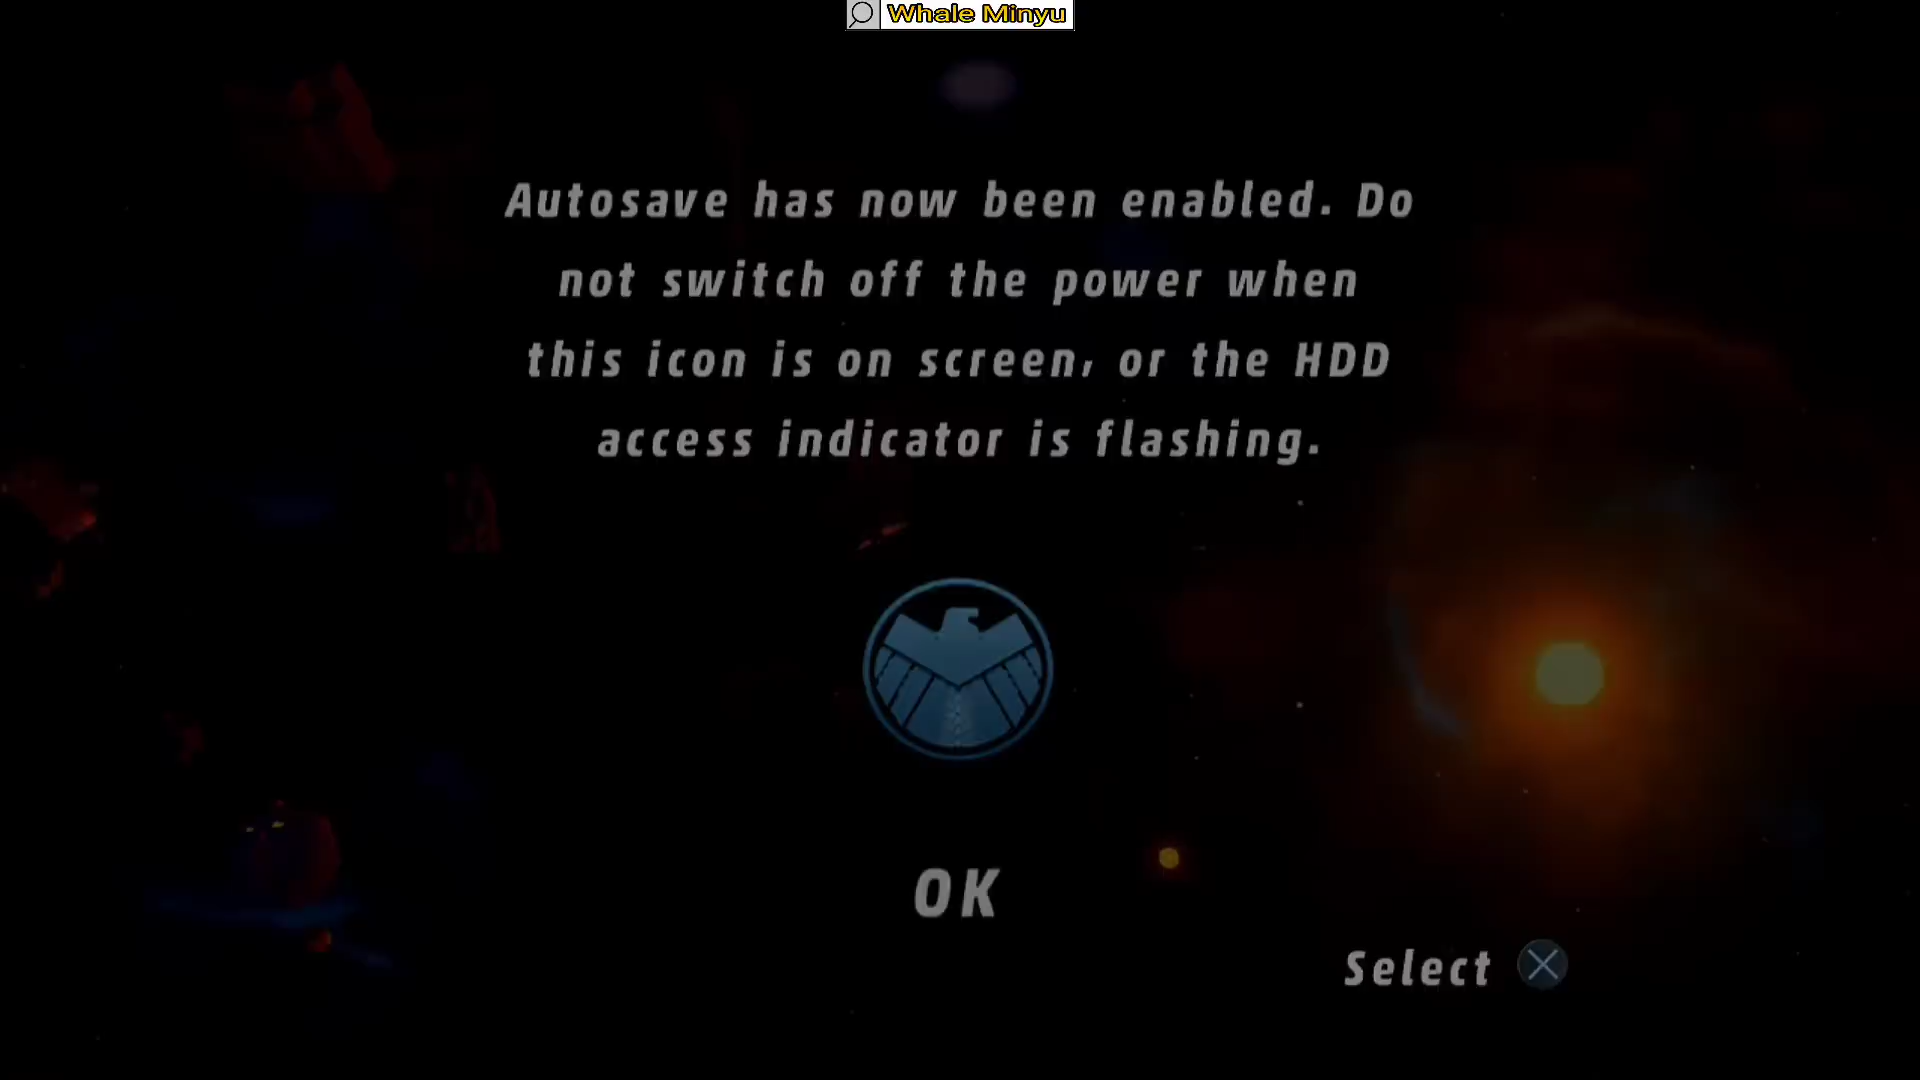 Whale Minyu
Autosave has now been enabled. Do
not switch off the power when
this icon is on screen, or the HDD
access indicator is flashing.
OK
Select